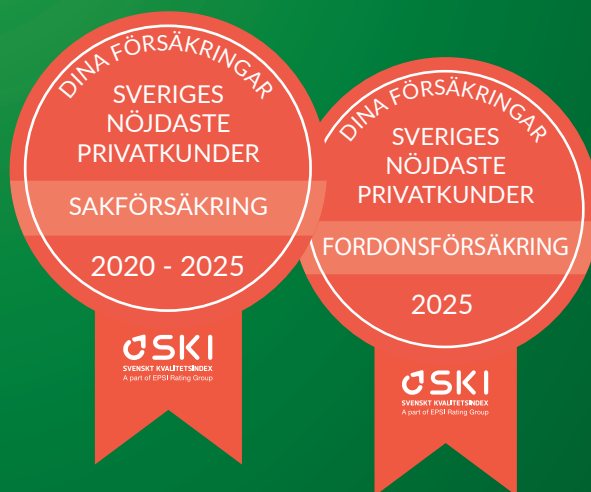 DINA FÖRSÄKRINGAR
SVERIGES
NÖJDASTE
PRIVATKUNDER
SAKFÖRSÄKRING
2020 - 2025
SKI
SVENSKT KVALITETSINDEX
A part of EPSI Rating Group
DINA FÖRSÄKRINGAR
SVERIGES
NÖJDASTE
PRIVATKUNDER
FORDONSFÖRSÄKRING
2025
SKI
SVENSKT KVALITETSINDEX
A part of EPSI Rating Group